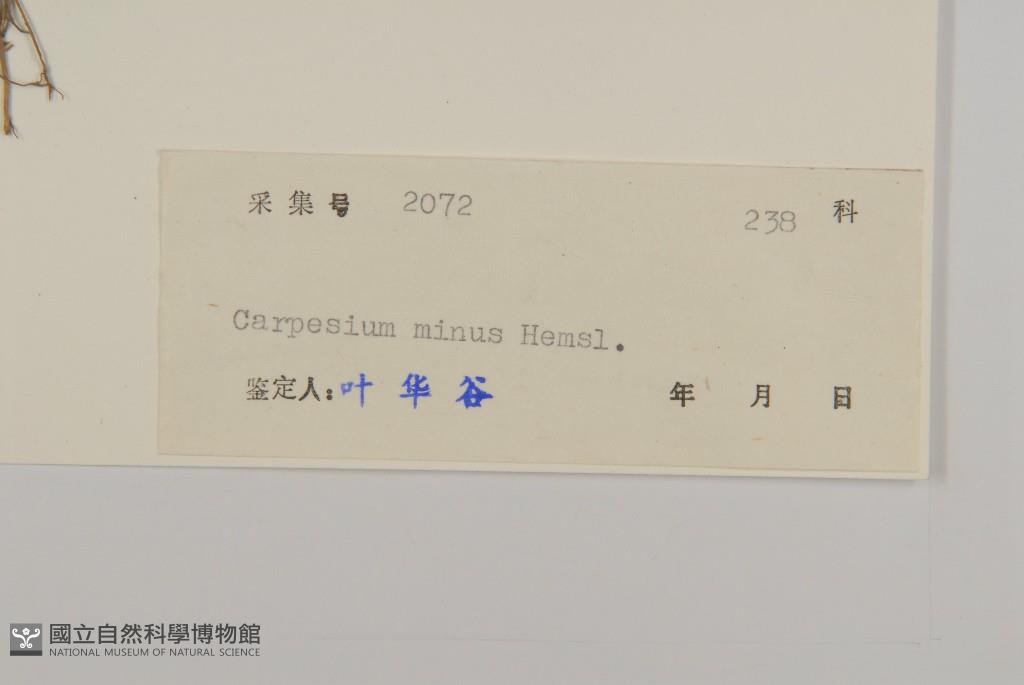 采集号 2072 238 科
Carpesium minus Hemsl.
鉴定人：叶华谷 年 月 日
國立自然科學博物館
NATIONAL MUSEUM OF NATURAL SCIENCE